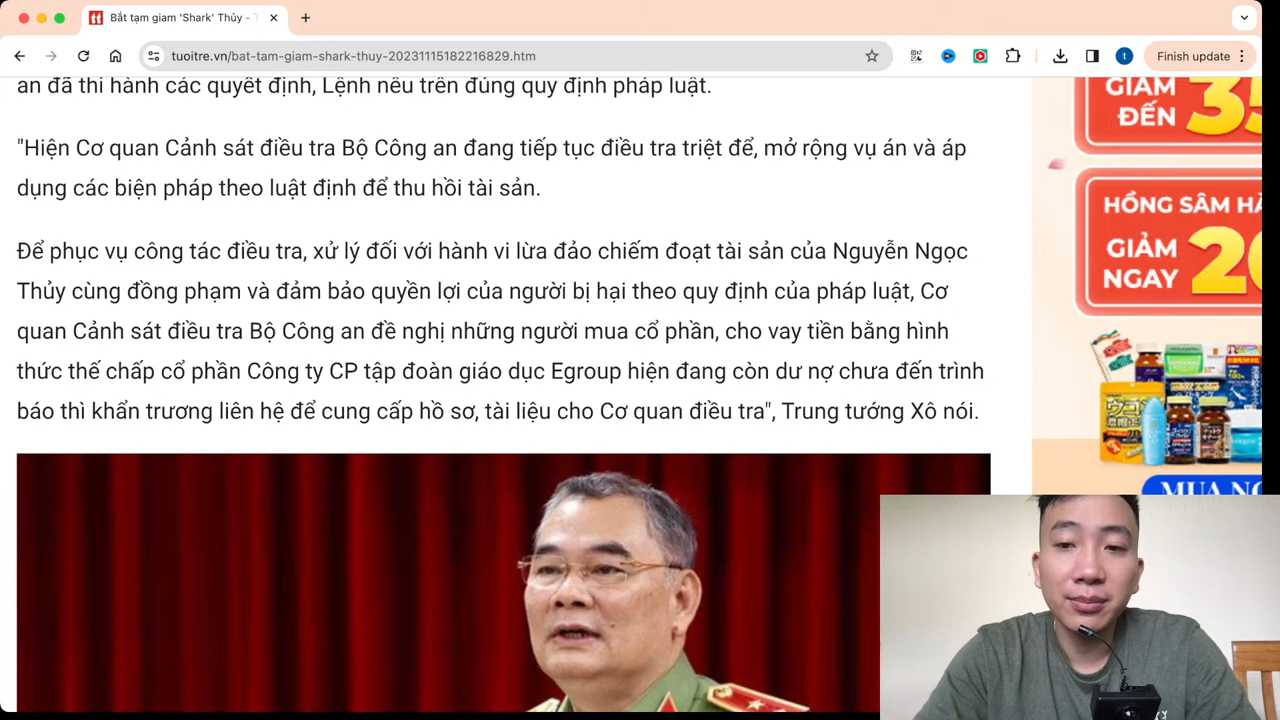 Bắt tạm giam 'Shark' Thủy - T
tuoitre.vn/bat-tam-giam-shark-thuy-20231115182216829.htm
t
Finish update
an đã thi hành các quyết định, Lệnh nêu trên đúng quy định pháp luật.
"Hiện Cơ quan Cảnh sát điều tra Bộ Công an đang tiếp tục điều tra triệt để, mở rộng vụ án và áp
dụng các biện pháp theo luật định để thu hồi tài sản.
Để phục vụ công tác điều tra, xử lý đối với hành vi lừa đảo chiếm đoạt tài sản của Nguyễn Ngọc
Thủy cùng đồng phạm và đảm bảo quyền lợi của người bị hại theo quy định của pháp luật, Cơ
quan Cảnh sát điều tra Bộ Công an đề nghị những người mua cổ phần, cho vay tiền bằng hình
thức thế chấp cổ phần Công ty CP tập đoàn giáo dục Egroup hiện đang còn dư nợ chưa đến trình
báo thì khẩn trương liên hệ để cung cấp hồ sơ, tài liệu cho Cơ quan điều tra", Trung tướng Xô nói.
GIẢM
ĐẾN
35
HỒNG SÂM HÀ
GIẢM
NGAY
20
MUA NG